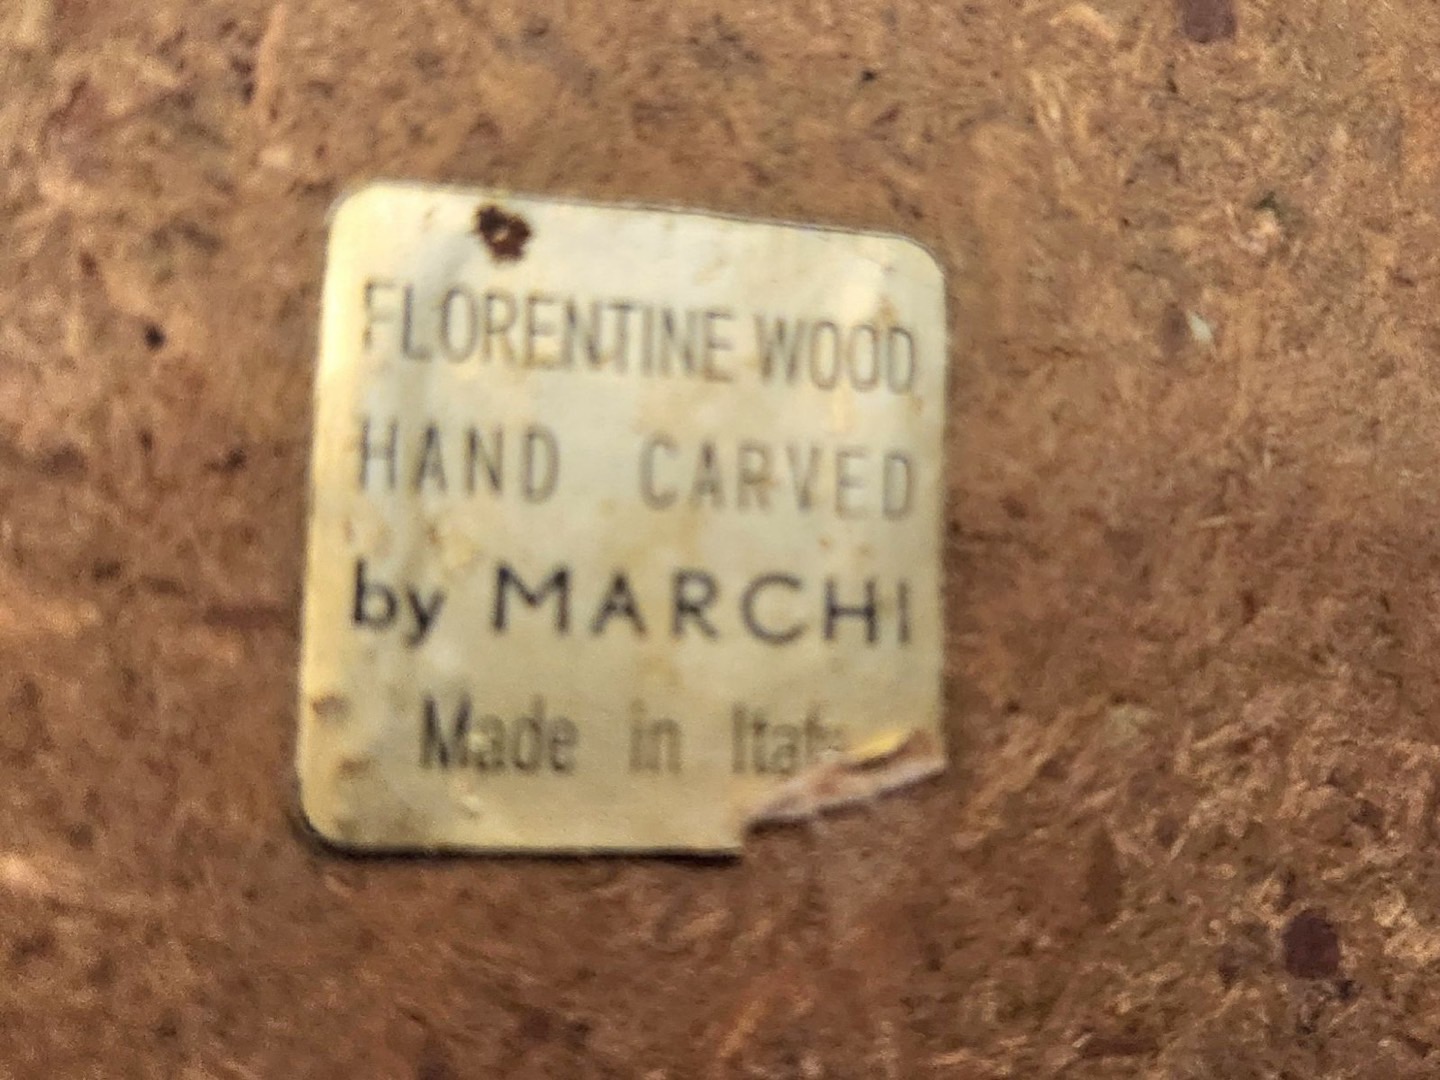 FLORENTINE WOOD
HAND CARVED
by MARCHI
Made in Italy